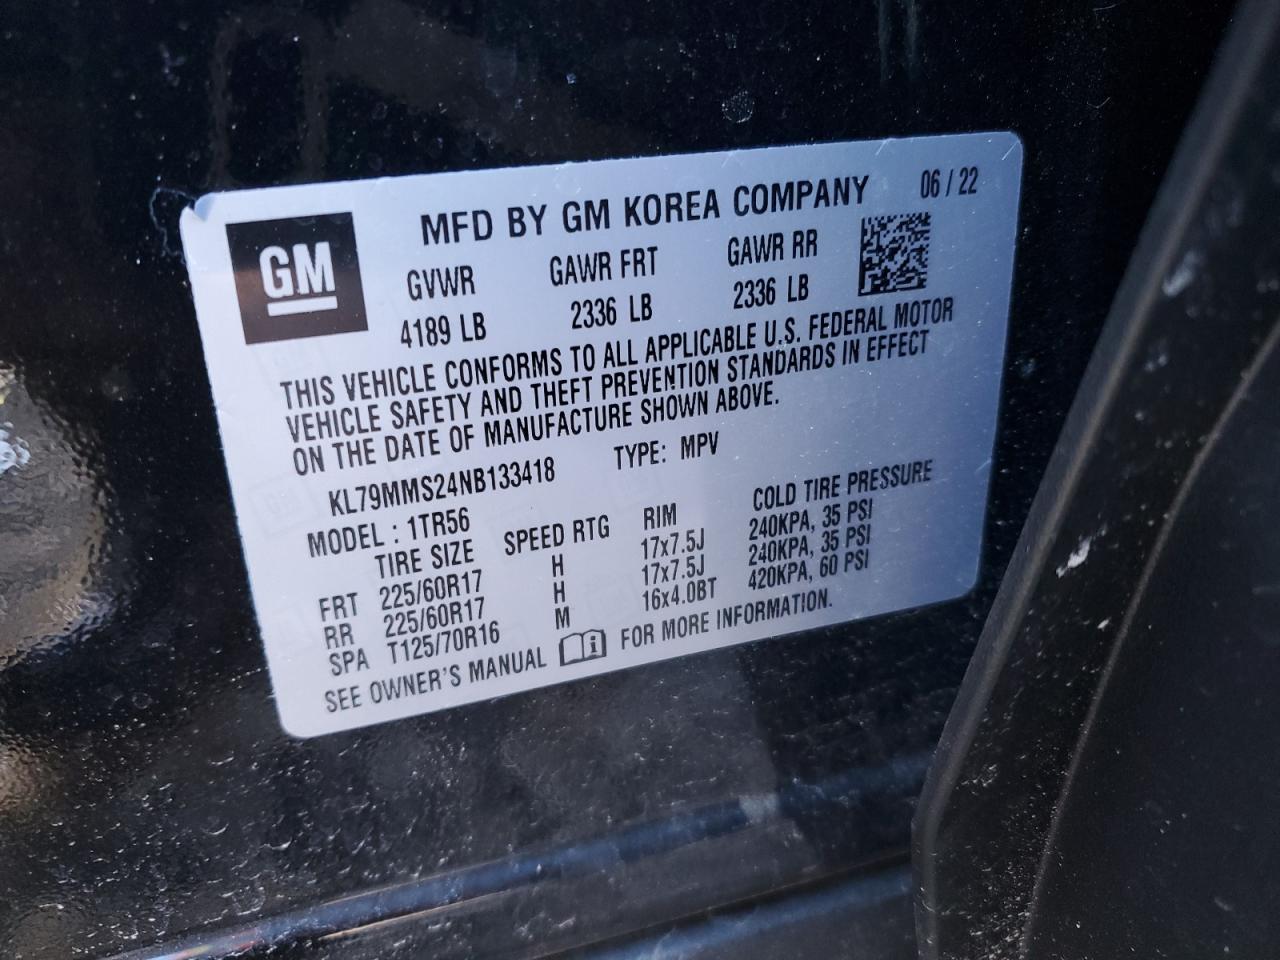 MFD BY GM KOREA COMPANY 06 / 22
GM
GVWR GAWR FRT GAWR RR
4189 LB 2336 LB 2336 LB
THIS VEHICLE CONFORMS TO ALL APPLICABLE U.S. FEDERAL MOTOR
VEHICLE SAFETY AND THEFT PREVENTION STANDARDS IN EFFECT
ON THE DATE OF MANUFACTURE SHOWN ABOVE.
KL79MMS24NB133418 TYPE: MPV
MODEL : 1TR56
TIRE SIZE SPEED RTG RIM COLD TIRE PRESSURE
FRT 225/60R17 H 17x7.5J 240KPA, 35 PSI
RR 225/60R17 H 17x7.5J 240KPA, 35 PSI
SPA T125/70R16 M 16x4.0BT 420KPA, 60 PSI
SEE OWNER'S MANUAL i FOR MORE INFORMATION.